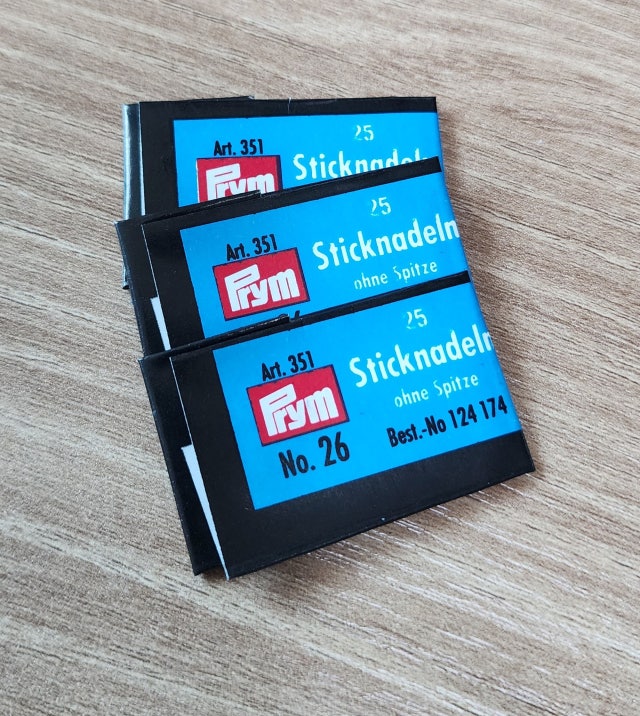 25
Art. 351
Sticknadeln
Prym
25
Art. 351
Sticknadeln
Prym
ohne Spitze
25
Art. 351
Sticknadeln
Prym
ohne Spitze
No. 26
Best.-No 124 174